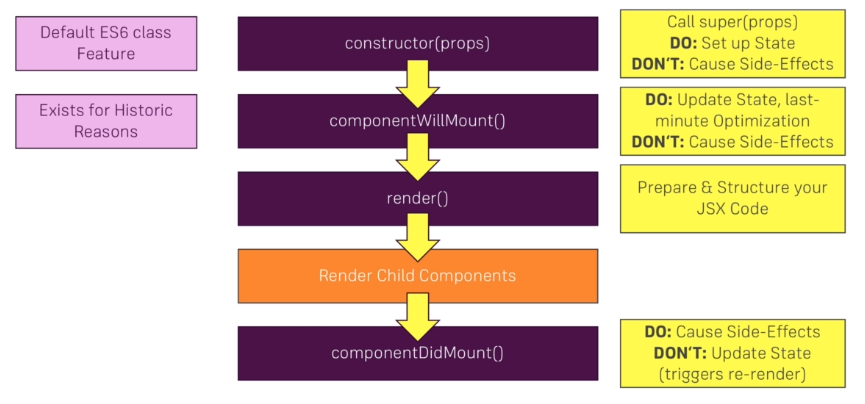 Default ES6 class
Feature
constructor(props)
Call super(props)
DO: Set up State
DON'T: Cause Side-Effects
Exists for Historic
Reasons
componentWillMount()
DO: Update State, last-
minute Optimization
DON'T: Cause Side-Effects
render()
Prepare & Structure your
JSX Code
Render Child Components
componentDidMount()
DO: Cause Side-Effects
DON'T: Update State
(triggers re-render)